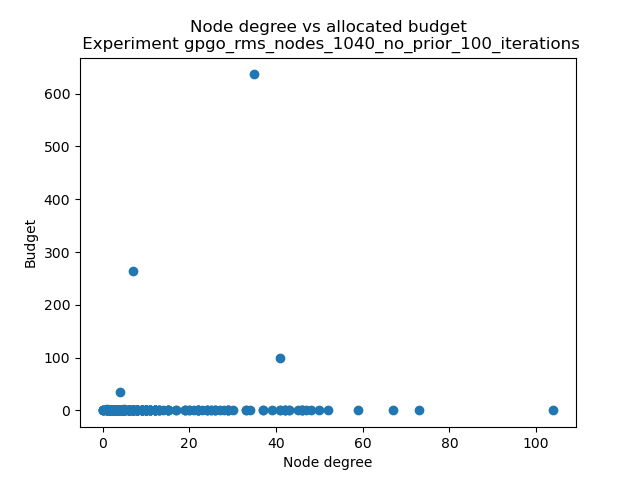 Node degree vs allocated budget
Experiment gpgo_rms_nodes_1040_no_prior_100_iterations
600
500
400
300
200
100
0
Budget
0 20 40 60 80 100
Node degree